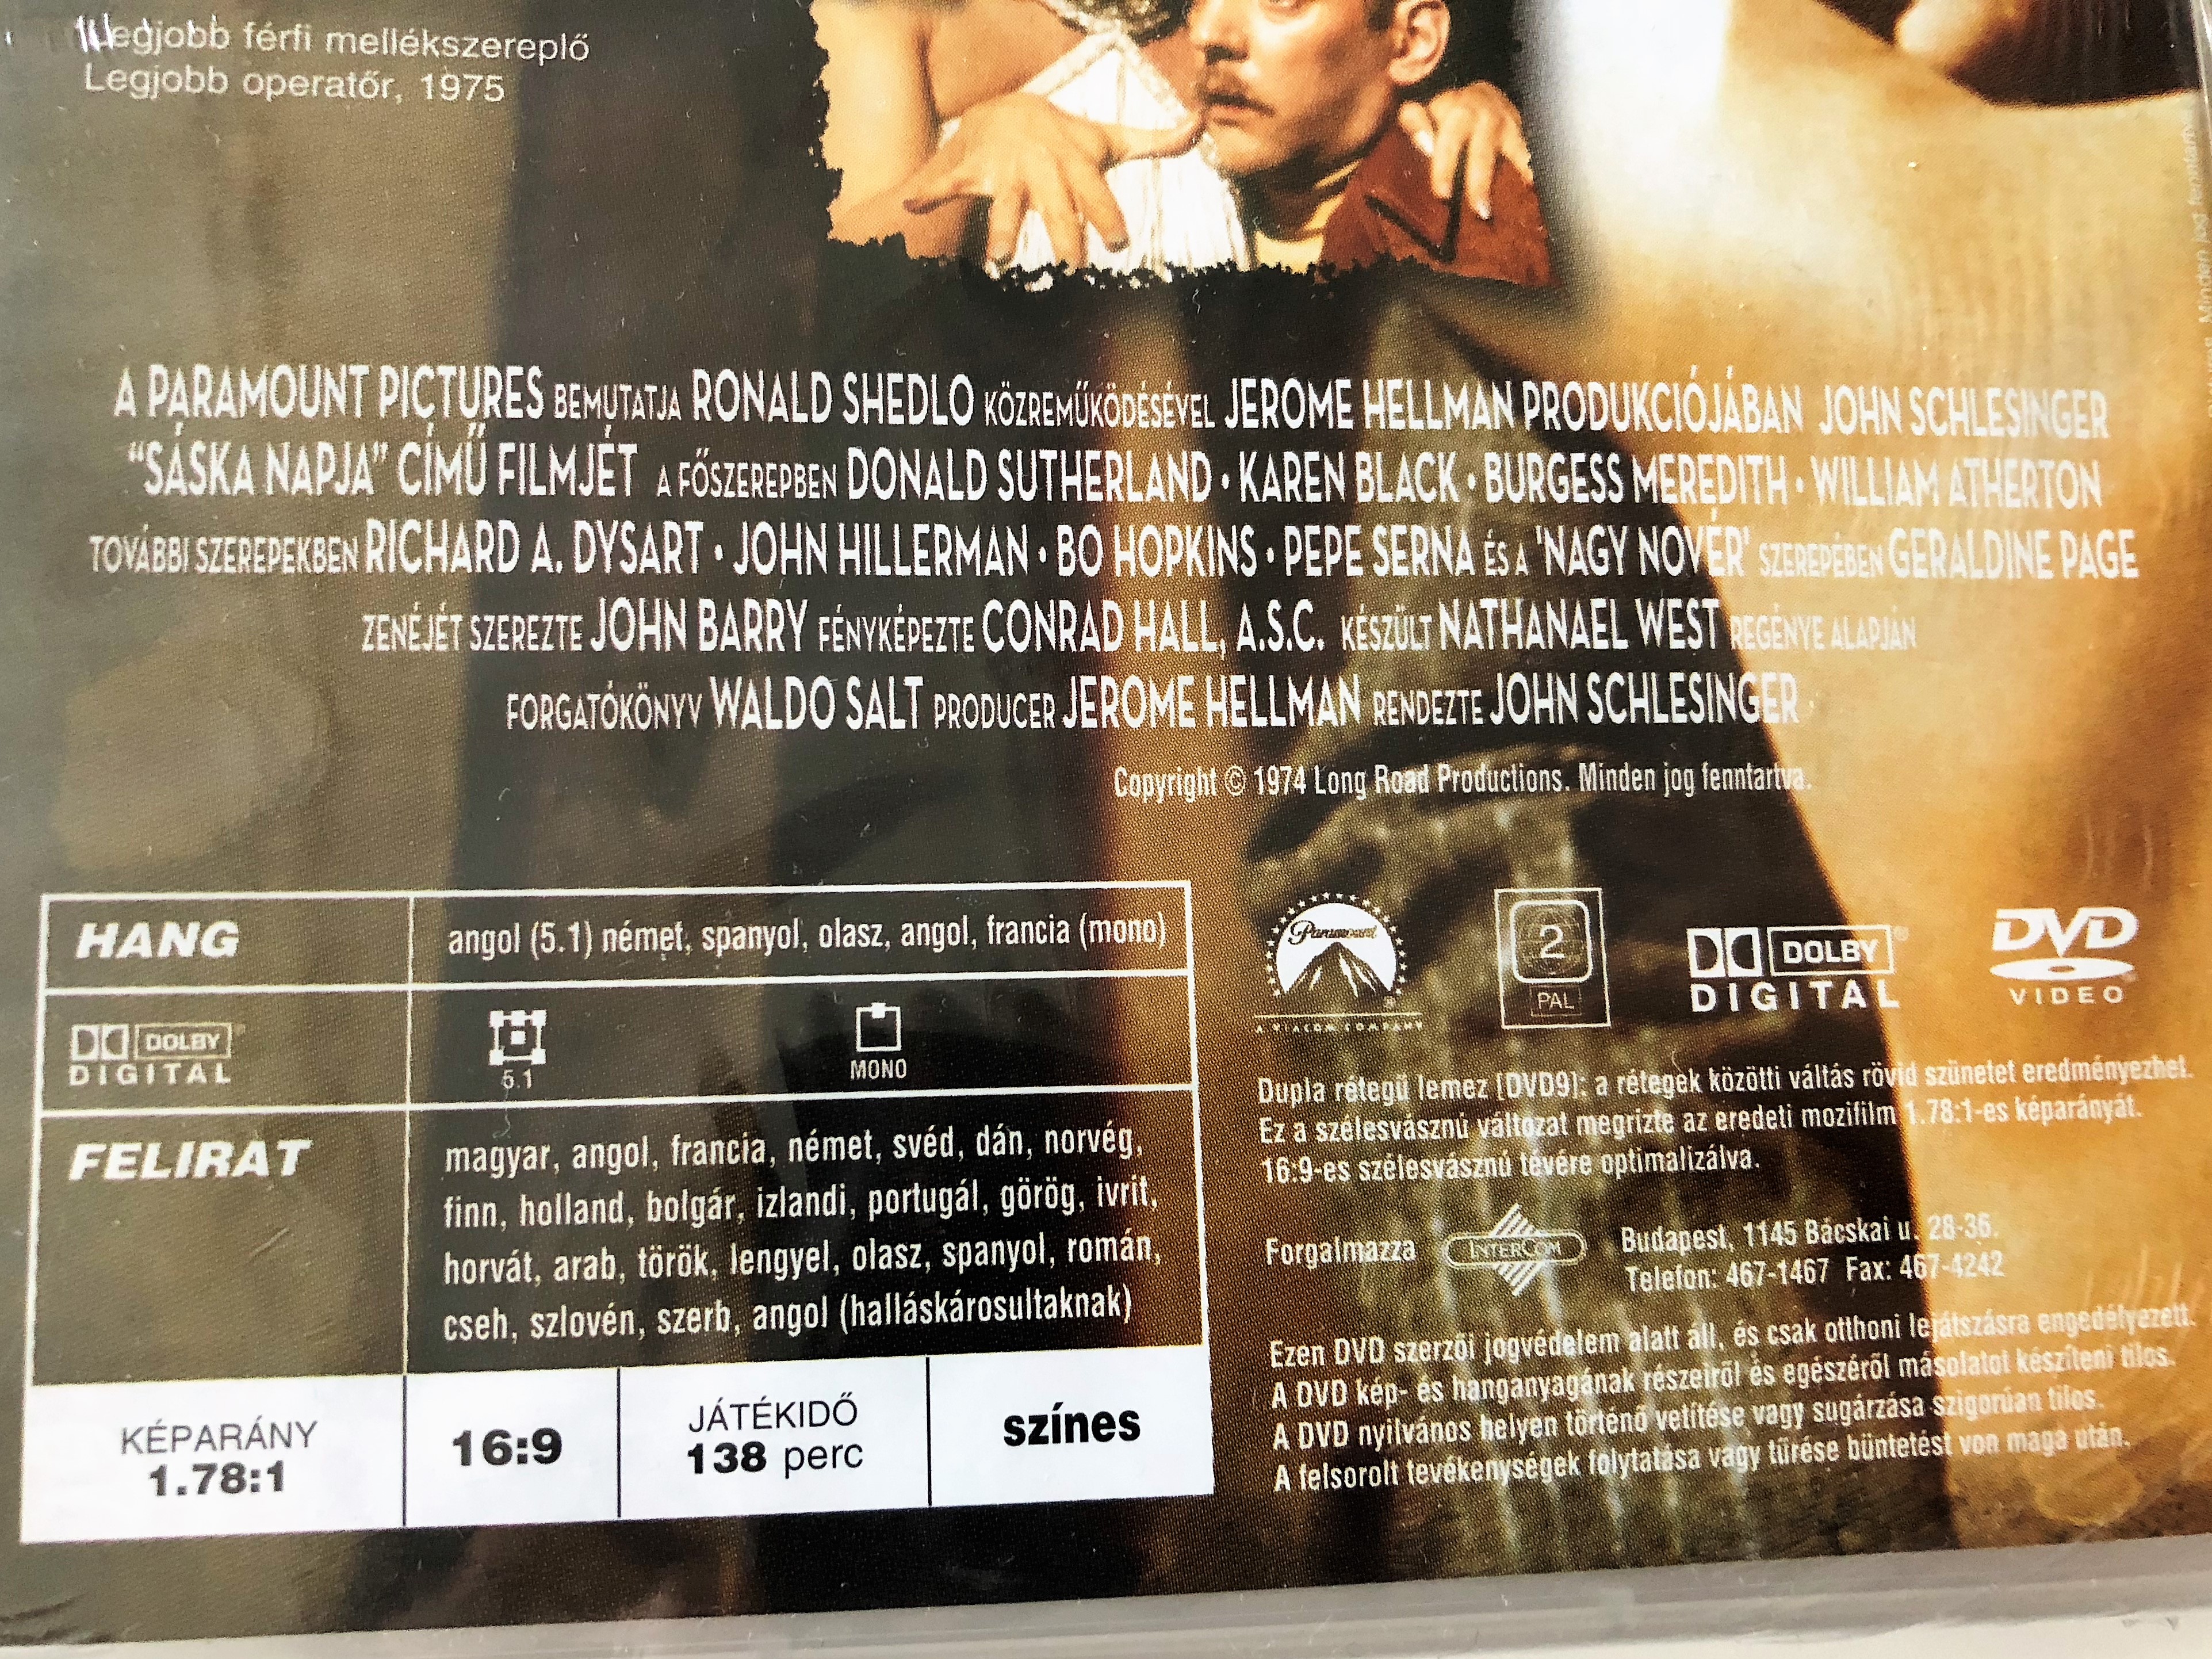 Legjobb férfi mellékszereplő
Legjobb operatőr, 1975
A PARAMOUNT PICTURES BEMUTATJA RONALD SHEDLO KÖZREMŰKÖDÉSÉVEL JEROME HELLMAN PRODUKCIÓJÁBAN JOHN SCHLESINGER
“SÁSKA NAPJA” CÍMŰ FILMJÉT A FŐSZEREPBEN DONALD SUTHERLAND • KAREN BLACK • BURGESS MEREDITH • WILLIAM ATHERTON
TOVÁBBI SZEREPEKBEN RICHARD A. DYSART • JOHN HILLERMAN • BO HOPKINS • PEPE SERNA ÉS A 'NAGY NOVÉR' SZEREPÉBEN GERALDINE PAGE
ZENÉJÉT SZEREZTE JOHN BARRY FÉNYKÉPEZTE CONRAD HALL, A.S.C. KÉSZÜLT NATHANAEL WEST REGÉNYE ALAPJÁN
FORGATÓKÖNYV WALDO SALT PRODUCER JEROME HELLMAN RENDEZTE JOHN SCHLESINGER
Copyright © 1974 Long Road Productions. Minden jog fenntartva.
HANG
angol (5.1) német, spanyol, olasz, angol, francia (mono)
DOLBY
DIGITAL
5.1
MONO
FELIRAT
magyar, angol, francia, német, svéd, dán, norvég,
finn, holland, bolgár, izlandi, portugál, görög, ivrit,
horvát, arab, török, lengyel, olasz, spanyol, román,
cseh, szlovén, szerb, angol (halláskárosultaknak)
KÉPARÁNY
1.78:1
16:9
JÁTÉKIDŐ
138 perc
színes
Paramount
A VIACOM COMPANY
2
PAL
DOLBY
DIGITAL
DVD
VIDEO
Dupla rétegű lemez [DVD9]: a rétegek közötti váltás rövid szünetet eredményezhet.
Ez a szélesvásznú változat megrizte az eredeti mozifilm 1.78:1-es képarányát.
16:9-es szélesvásznú tévére optimalizálva.
Forgalmazza
INTERCOM
Budapest, 1145 Bácskai u. 28-36.
Telefon: 467-1467 Fax: 467-4242
Ezen DVD szerzői jogvédelem alatt áll, és csak otthoni lejátszásra engedélyezett.
A DVD kép- és hanganyagának részeiről és egészéről másolatot készíteni tilos.
A DVD nyilvános helyen történő vetítése vagy sugárzása szigorúan tilos.
A felsorolt tevékenységek folytatása vagy tűrése büntetést von maga után.
Minden jog fenntartva